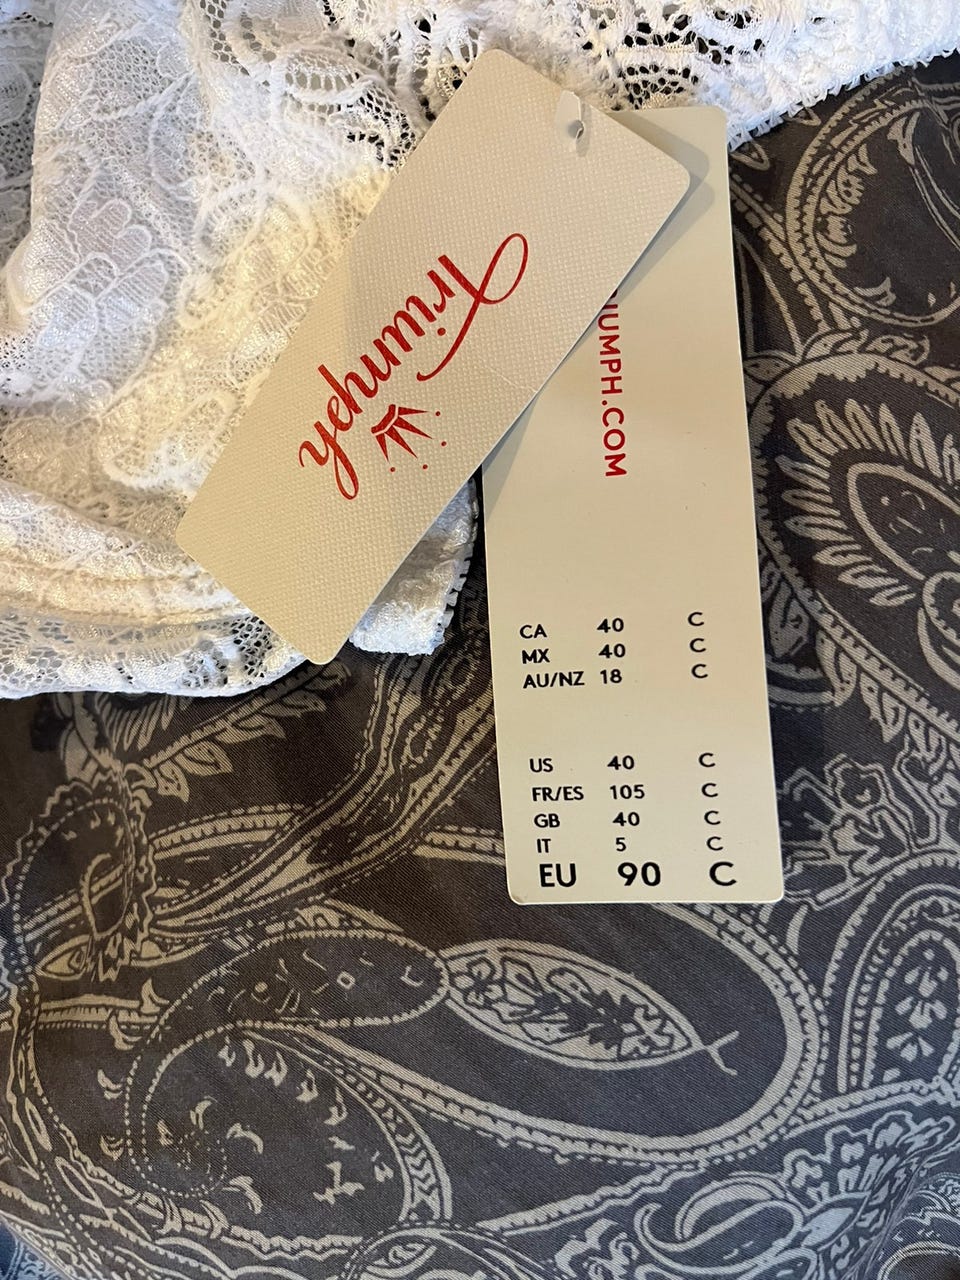 Triumph
IUMPH.COM
CA 40 C
MX 40 C
AU/NZ 18 C
US 40 C
FR/ES 105 C
GB 40 C
IT 5 C
EU 90 C